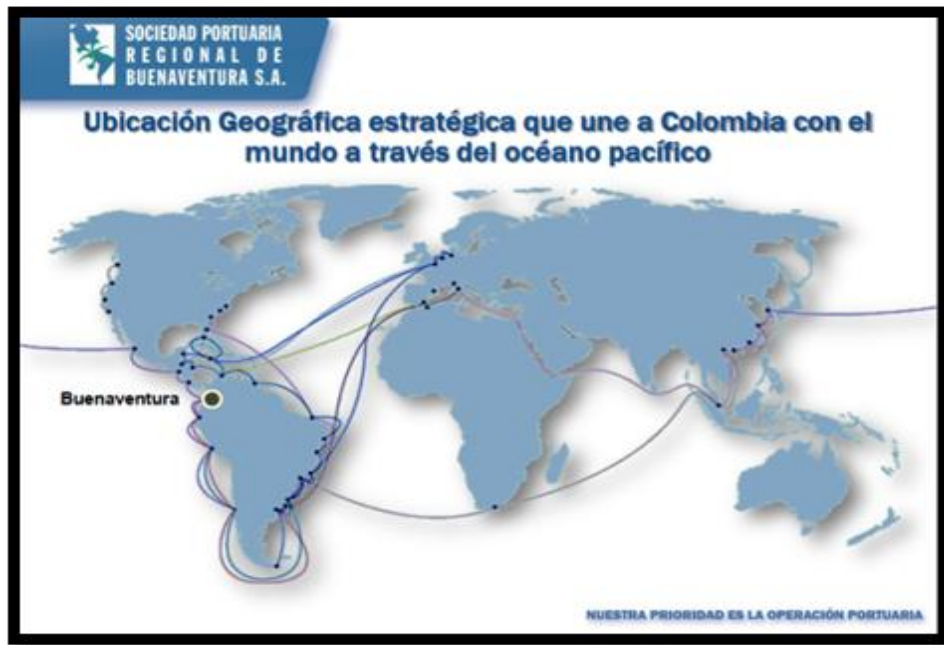 SOCIEDAD PORTUARIA
REGIONAL DE
BUENAVENTURA S.A.
Ubicación Geográfica estratégica que une a Colombia con el
mundo a través del océano pacífico
Buenaventura
NUESTRA PRIORIDAD ES LA OPERACIÓN PORTUARIA